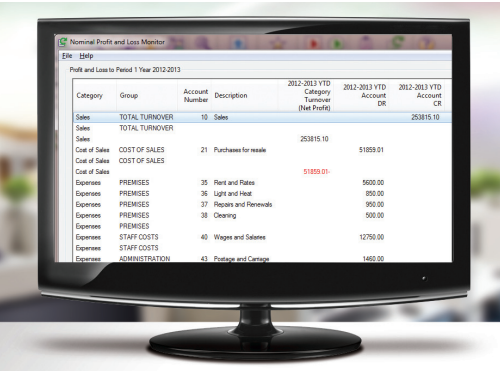 Nominal Profit and Loss Monitor
File Help
Profit and Loss to Period 1 Year 2012-2013
Category Group Account Number Description 2012-2013 YTD Category Turnover (Net Profit) 2012-2013 YTD Account DR 2012-2013 YTD Account CR
Sales TOTAL TURNOVER 10 Sales 253815.10
Sales TOTAL TURNOVER
Sales 253815.10
Cost of Sales COST OF SALES 21 Purchases for resale 51859.01
Cost of Sales COST OF SALES
Cost of Sales 51859.01-
Expenses PREMISES 35 Rent and Rates 5600.00
Expenses PREMISES 36 Light and Heat 850.00
Expenses PREMISES 37 Repairs and Renewals 950.00
Expenses PREMISES 38 Cleaning 500.00
Expenses PREMISES
Expenses STAFF COSTS 40 Wages and Salaries 12750.00
Expenses STAFF COSTS
Expenses ADMINISTRATION 43 Postage and Carriage 1460.00